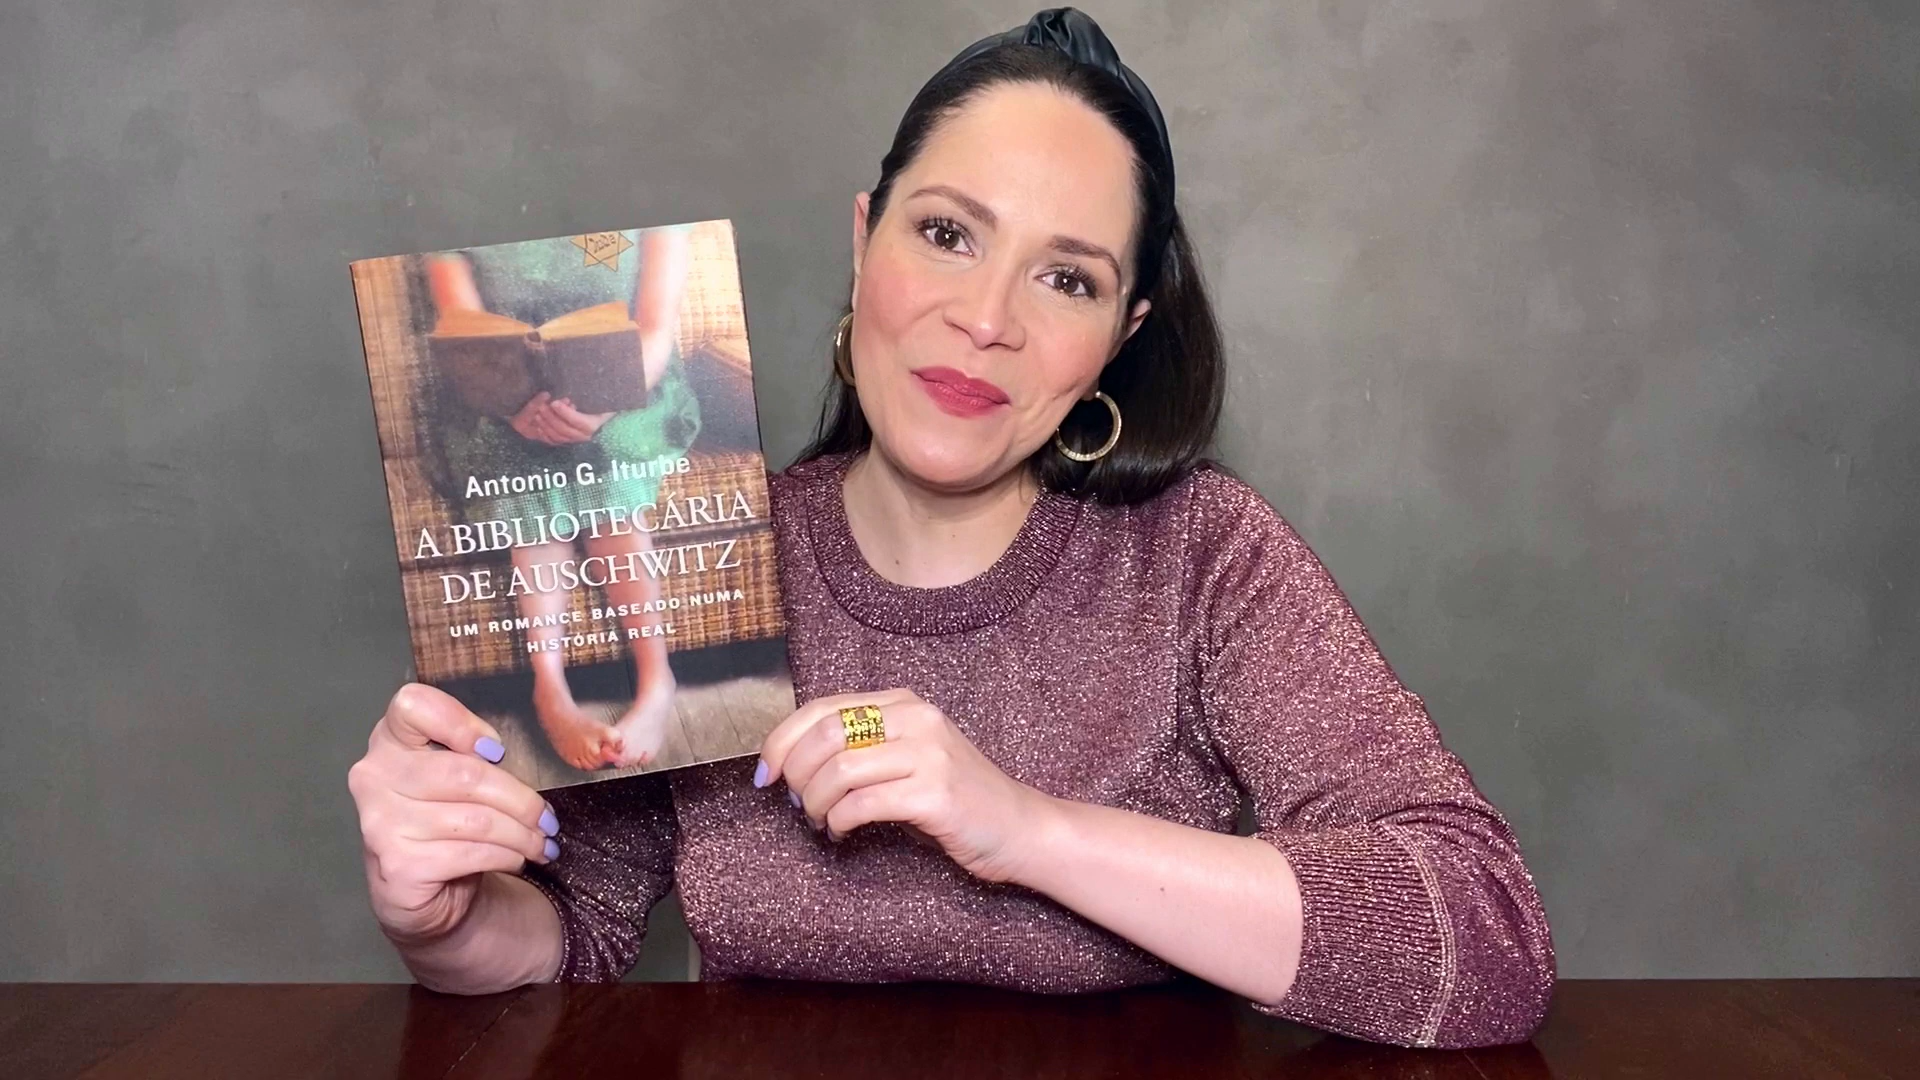 Antonio G. Iturbe
A BIBLIOTECÁRIA
DE AUSCHWITZ
UM ROMANCE BASEADO NUMA
HISTÓRIA REAL